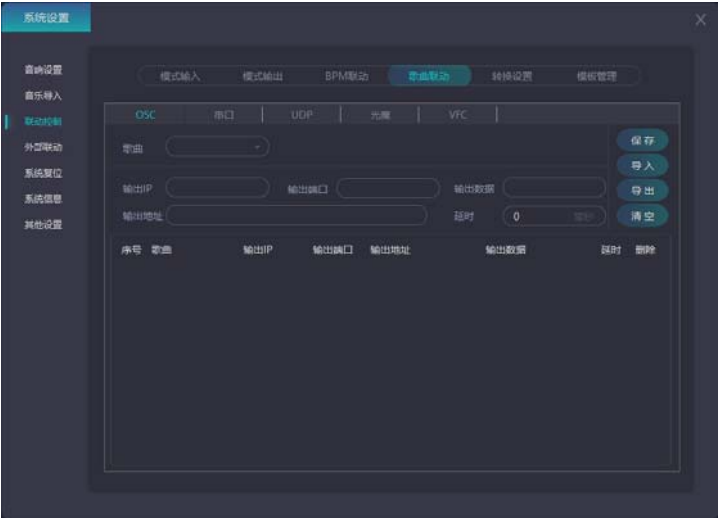 系统设置 X
音响设置
音乐导入
联动控制
外部联动
系统复位
系统信息
其他设置
模式输入 模式输出 BPM联动 歌曲联动 转换设置 模板管理
OSC 串口 UDP 光魔 VFC
歌曲
保存
导入
输出IP 输出端口 输出数据 导出
输出地址 延时 0 毫秒 清空
序号 歌曲 输出IP 输出端口 输出地址 输出数据 延时 删除